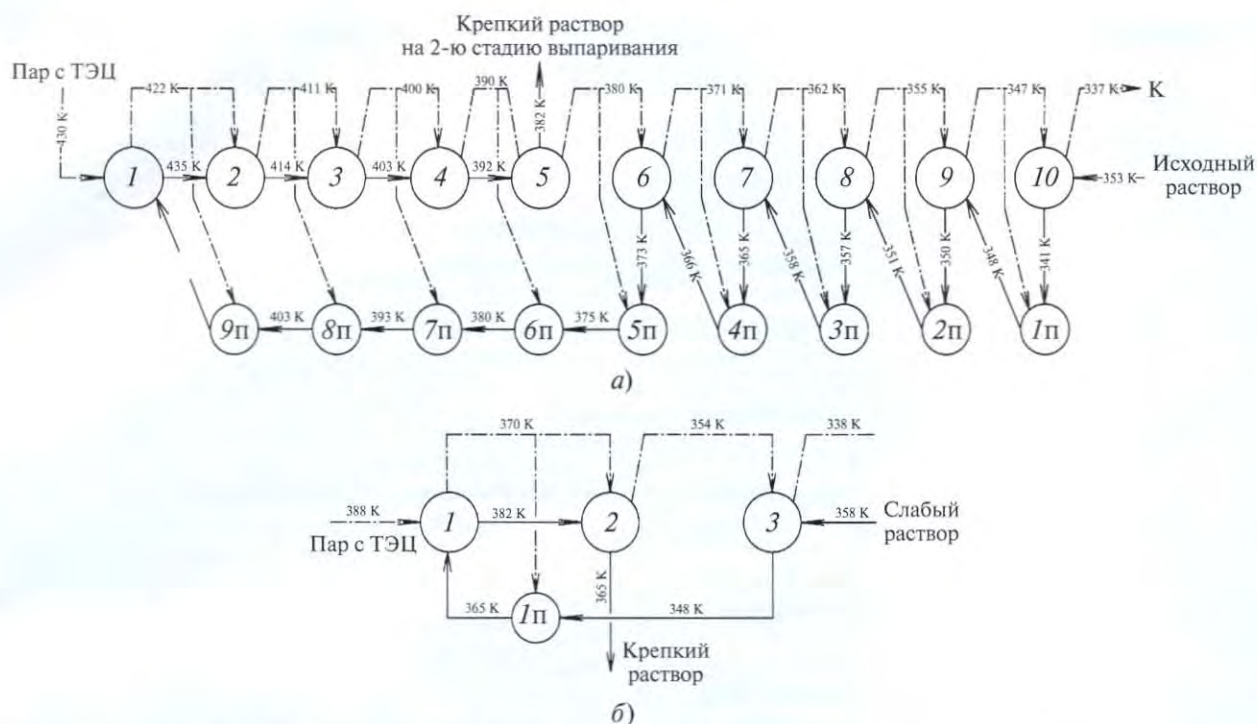 Крепкий раствор
на 2-ю стадию выпаривания
Пар с ТЭЦ
422 К 411 К 400 К 390 К 380 К 371 К 362 К 355 К 347 К 337 К К
430 К
382 К
1 435 К 2 414 К 3 403 К 4 392 К 5 6 7 8 9 10 353 К Исходный
раствор
373 К 366 К 365 К 358 К 357 К 351 К 350 К 348 К 341 К
9п 403 К 8п 393 К 7п 380 К 6п 375 К 5п 4п 3п 2п 1п
а)
370 К 354 К 338 К
388 К 1 382 К 2 3 358 К Слабый
раствор
Пар с ТЭЦ
365 К
365 К 1п 348 К
Крепкий
раствор
б)